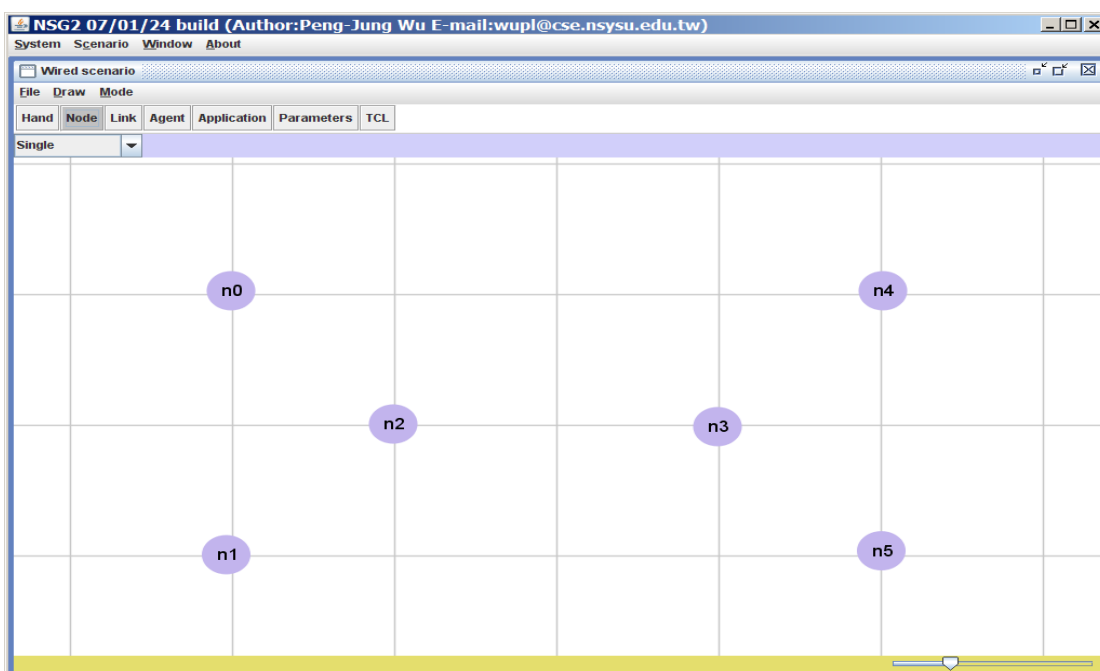 NSG2 07/01/24 build (Author:Peng-Jung Wu E-mail:wupl@cse.nsysu.edu.tw)
System Scenario Window About
Wired scenario
File Draw Mode
Hand Node Link Agent Application Parameters TCL
Single
n0 n4
n2 n3
n1 n5